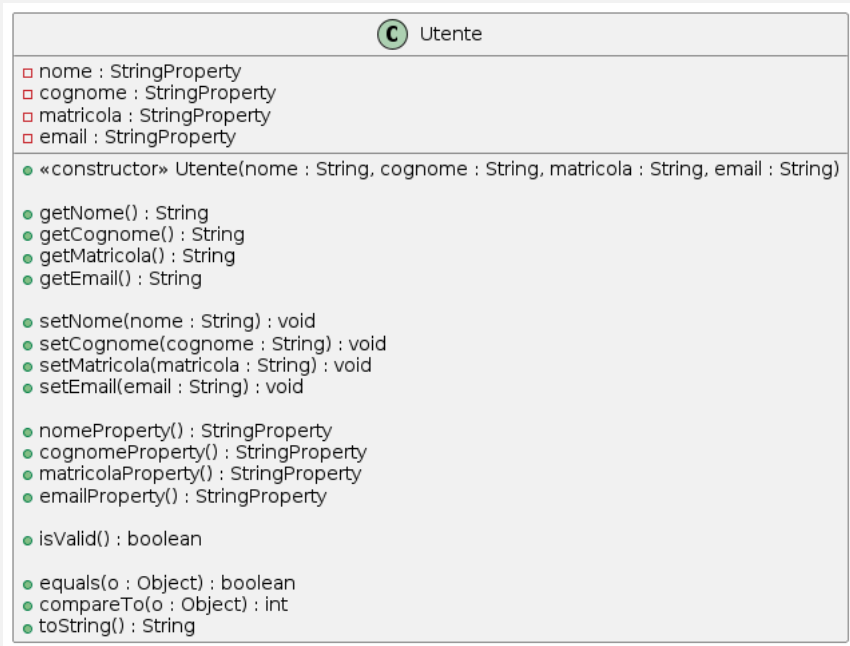 C Utente
nome : StringProperty
cognome : StringProperty
matricola : StringProperty
email : StringProperty
«constructor» Utente(nome : String, cognome : String, matricola : String, email : String)
getNome() : String
getCognome() : String
getMatricola() : String
getEmail() : String
setNome(nome : String) : void
setCognome(cognome : String) : void
setMatricola(matricola : String) : void
setEmail(email : String) : void
nomeProperty() : StringProperty
cognomeProperty() : StringProperty
matricolaProperty() : StringProperty
emailProperty() : StringProperty
isValid() : boolean
equals(o : Object) : boolean
compareTo(o : Object) : int
toString() : String